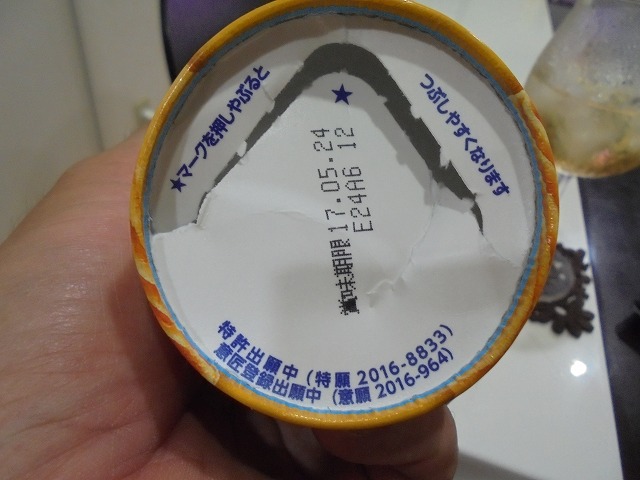 ★マークを押しやぶると
つぶしやすくなります
★
賞味期限 17.05.24
E24A6 12
特許出願中（特願 2016-8833）
意匠登録出願中（意願 2016-964）